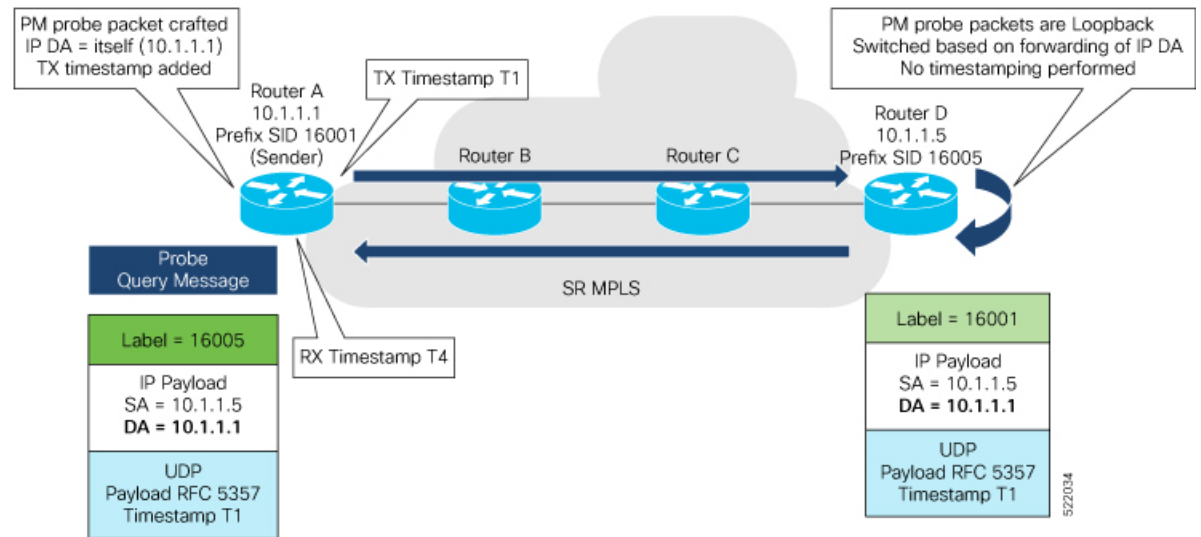 PM probe packet crafted
IP DA = itself (10.1.1.1)
TX timestamp added
TX Timestamp T1
PM probe packets are Loopback
Switched based on forwarding of IP DA
No timestamping performed
Router A
10.1.1.1
Prefix SID 16001
(Sender)
Router B
Router C
Router D
10.1.1.5
Prefix SID 16005
Probe
Query Message
SR MPLS
RX Timestamp T4
Label = 16005
IP Payload
SA = 10.1.1.5
DA = 10.1.1.1
UDP
Payload RFC 5357
Timestamp T1
Label = 16001
IP Payload
SA = 10.1.1.5
DA = 10.1.1.1
UDP
Payload RFC 5357
Timestamp T1
522034